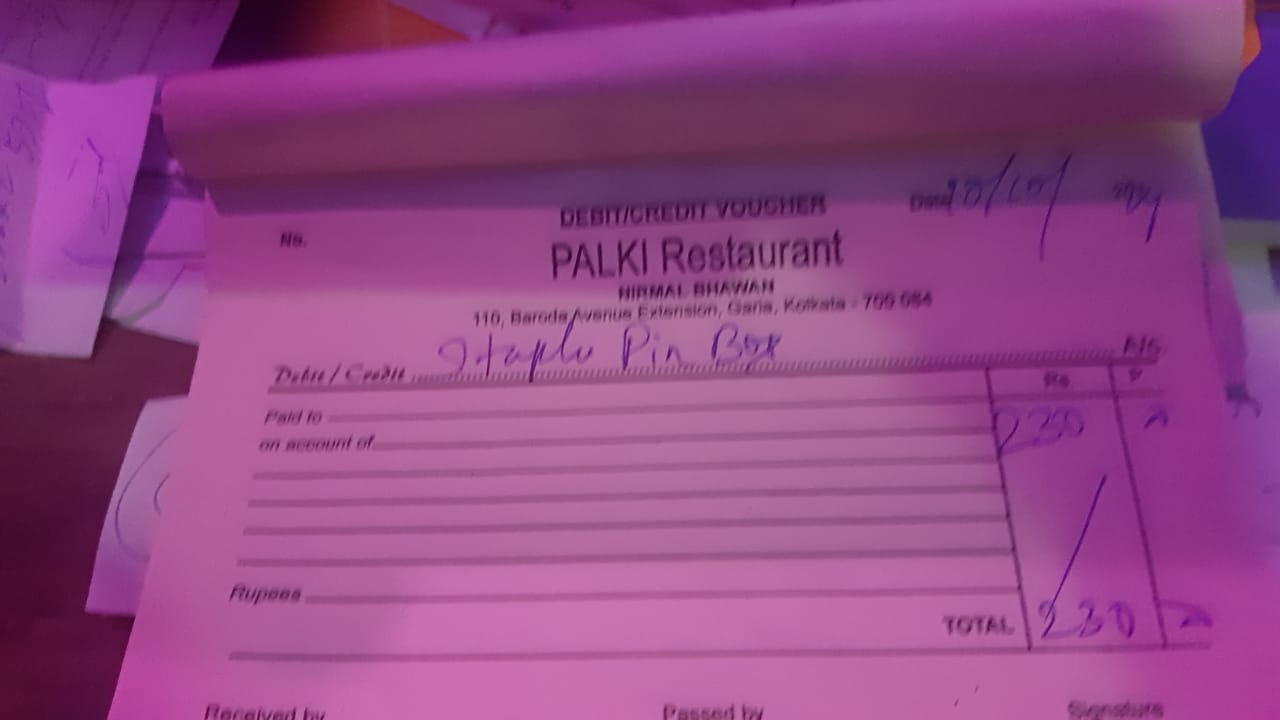 DEBIT/CREDIT VOUCHER
No.
Date 20/10/
PALKI Restaurant
NIRMAL BHAWAN
110, Baroda Avenue Extension, Garia, Kolkata - 700 084
Debit / Credit Staple Pin Box A/c
Rs. P.
Paid to 230
on account of
Rupees
TOTAL 230
Received by Passed by Signature